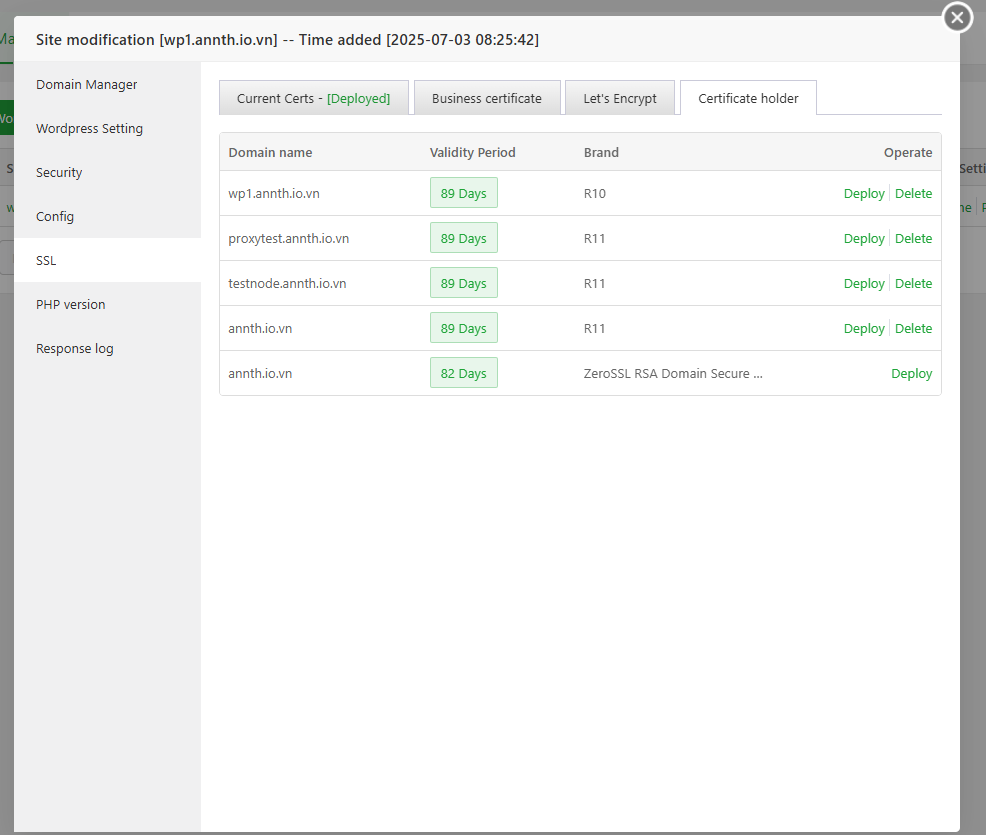 Site modification [wp1.annth.io.vn] -- Time added [2025-07-03 08:25:42]
Domain Manager
Wordpress Setting
Security
Config
SSL
PHP version
Response log
Current Certs - [Deployed] Business certificate Let's Encrypt Certificate holder
Domain name Validity Period Brand Operate
wp1.annth.io.vn 89 Days R10 Deploy Delete
proxytest.annth.io.vn 89 Days R11 Deploy Delete
testnode.annth.io.vn 89 Days R11 Deploy Delete
annth.io.vn 89 Days R11 Deploy Delete
annth.io.vn 82 Days ZeroSSL RSA Domain Secure ... Deploy